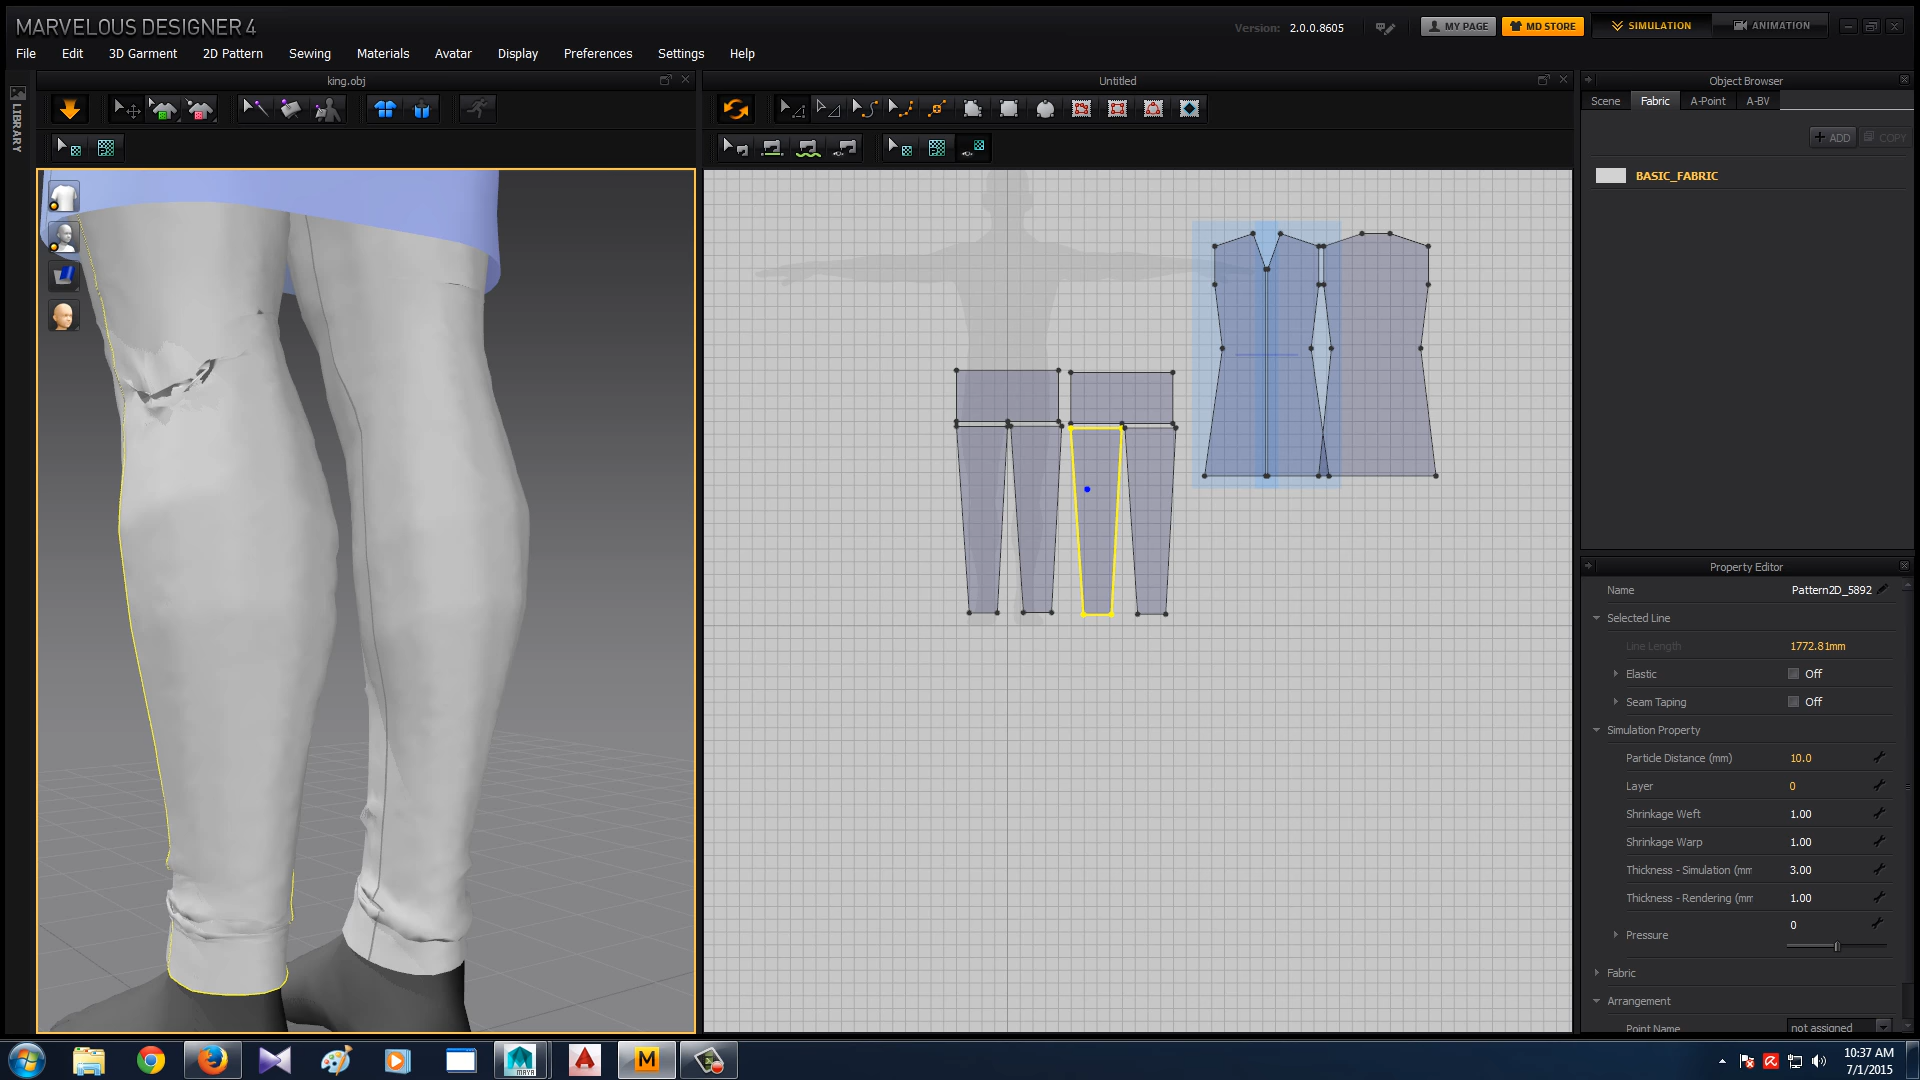 MARVELOUS DESIGNER 4
Version: 2.0.0.8605
MY PAGE
MD STORE
SIMULATION
ANIMATION
File Edit 3D Garment 2D Pattern Sewing Materials Avatar Display Preferences Settings Help
LIBRARY
king.obj
Untitled
Object Browser
Scene Fabric A-Point A-BV
+ ADD
COPY
BASIC_FABRIC
Property Editor
Name Pattern2D_5892
Selected Line
Line Length 1772.81mm
Elastic Off
Seam Taping Off
Simulation Property
Particle Distance (mm) 10.0
Layer 0
Shrinkage Weft 1.00
Shrinkage Warp 1.00
Thickness - Simulation (mm 3.00
Thickness - Rendering (mm 1.00
Pressure 0
Fabric
Arrangement
Point Name not assigned
MAYA
M
10:37 AM
7/1/2015